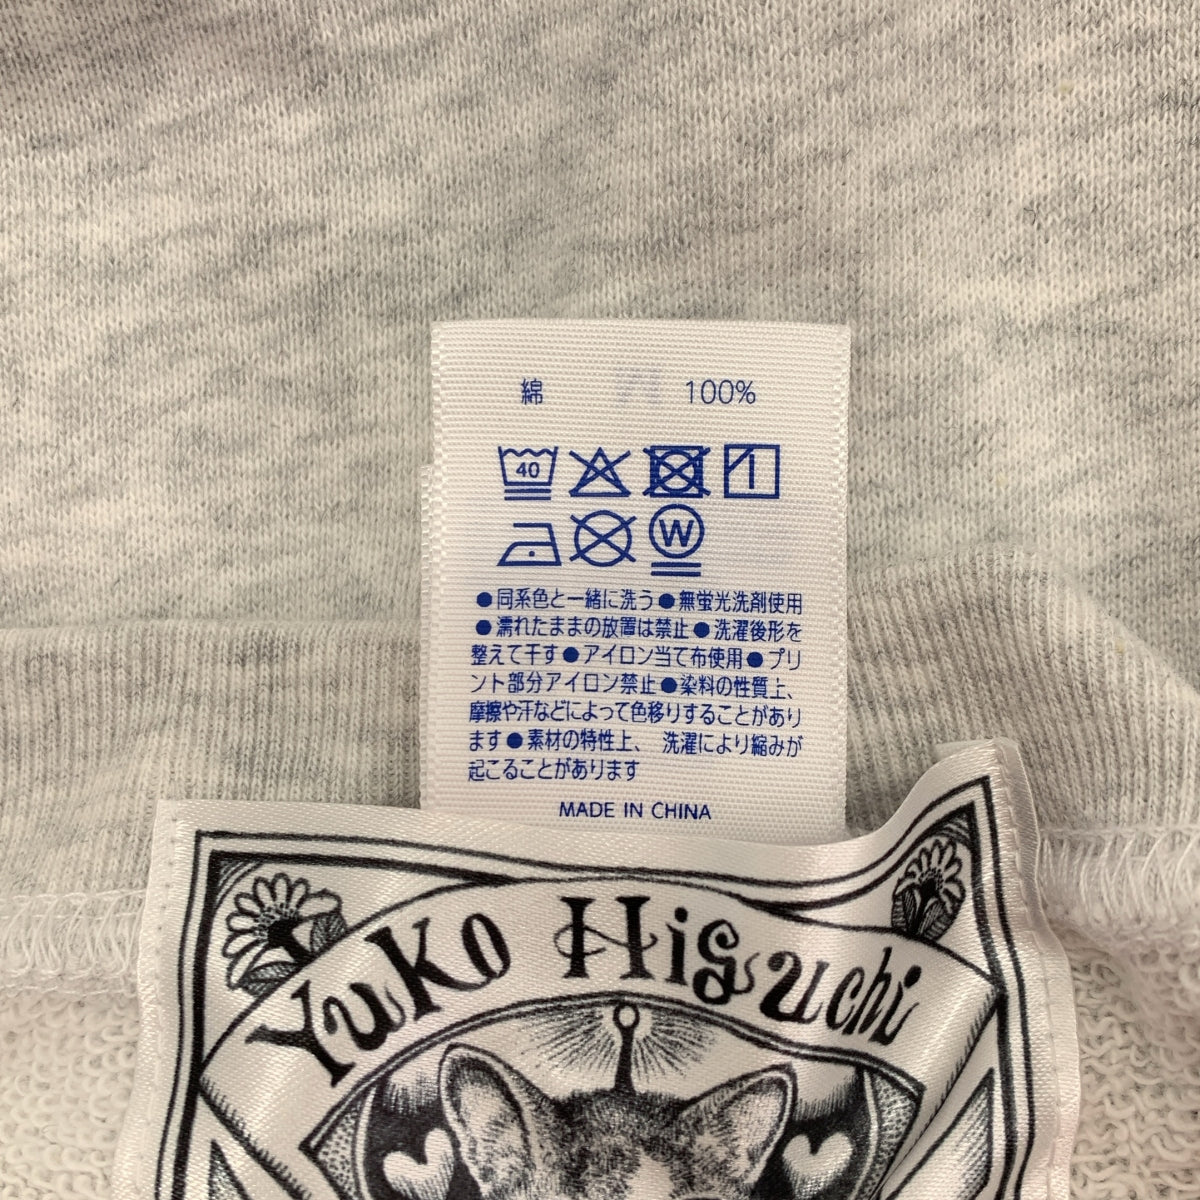 綿 100%
40
W
●同系色と一緒に洗う●無蛍光洗剤使用
●濡れたままの放置は禁止●洗濯後形を
整えて干す●アイロン当て布使用●プリ
ント部分アイロン禁止●染料の性質上、
摩擦や汗などによって色移りすることがあり
ます●素材の特性上、 洗濯により縮みが
起こることがあります
MADE IN CHINA
Yuko Higuchi